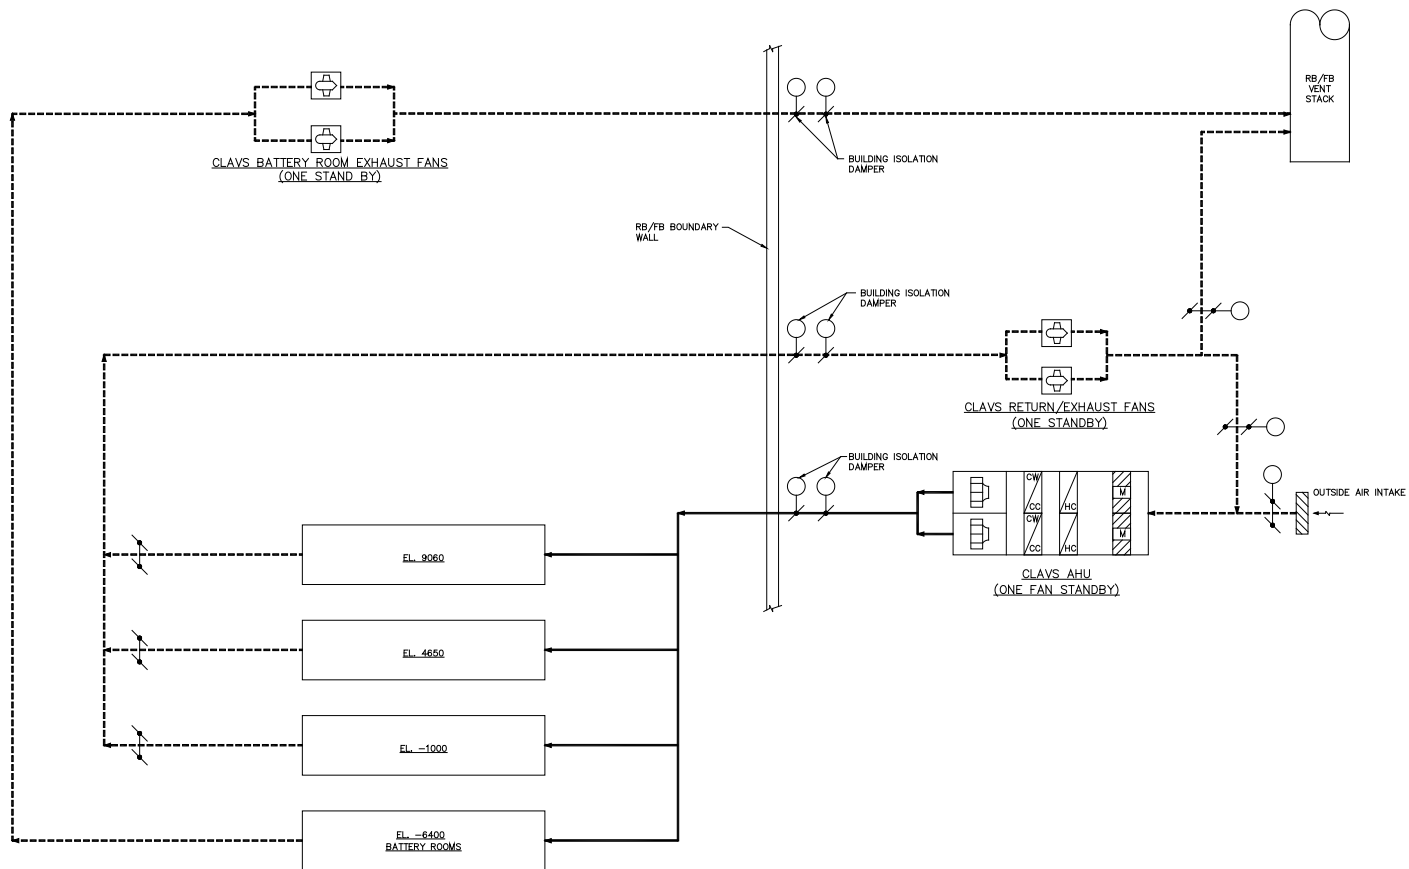 RB/FB
VENT
STACK
CLAVS BATTERY ROOM EXHAUST FANS
(ONE STAND BY)
BUILDING ISOLATION
DAMPER
RB/FB BOUNDARY
WALL
BUILDING ISOLATION
DAMPER
CLAVS RETURN/EXHAUST FANS
(ONE STANDBY)
BUILDING ISOLATION
DAMPER
CW
CC
HC
M
CW
CC
HC
M
OUTSIDE AIR INTAKE
CLAVS AHU
(ONE FAN STANDBY)
EL. 9060
EL. 4650
EL. -1000
EL. -6400
BATTERY ROOMS